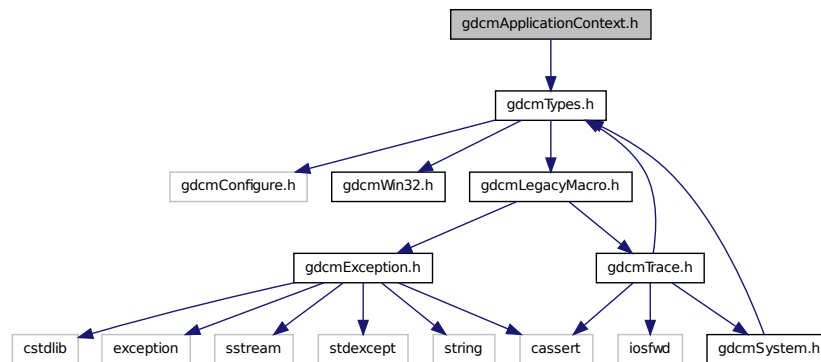 gdcmApplicationContext.h
gdcmTypes.h
gdcmConfigure.h
gdcmWin32.h
gdcmLegacyMacro.h
gdcmException.h
gdcmTrace.h
cstdlib
exception
sstream
stdexcept
string
cassert
iosfwd
gdcmSystem.h